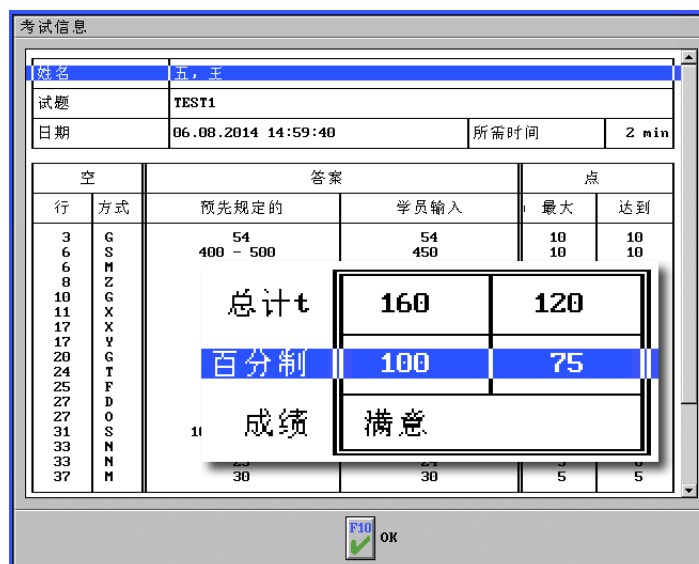 考试信息
姓名 五, 王
试题 TEST1
日期 06.08.2014 14:59:40 所需时间 2 min
空 答案 点
行 方式 预先规定的 学员输入 最大 达到
3 G 54 54 10 10
6 S 400 - 500 450 10 10
6 M
8 Z
10 G
11 X
17 X
17 Y
20 G
24 T
25 F
27 D
27 O
31 S
33 N
33 N
37 M 30 30 5 5
总计t 160 120
百分制 100 75
成绩 满意
F10 OK